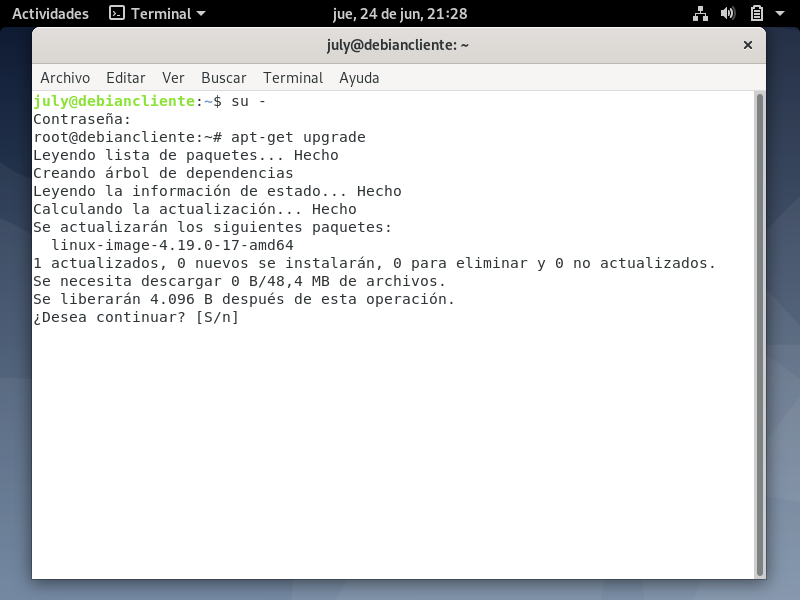 Actividades Terminal jue, 24 de jun, 21:28
july@debiancliente: ~ ×
Archivo Editar Ver Buscar Terminal Ayuda
july@debiancliente:~$ su -
Contraseña:
root@debiancliente:~# apt-get upgrade
Leyendo lista de paquetes... Hecho
Creando árbol de dependencias
Leyendo la información de estado... Hecho
Calculando la actualización... Hecho
Se actualizarán los siguientes paquetes:
  linux-image-4.19.0-17-amd64
1 actualizados, 0 nuevos se instalarán, 0 para eliminar y 0 no actualizados.
Se necesita descargar 0 B/48,4 MB de archivos.
Se liberarán 4.096 B después de esta operación.
¿Desea continuar? [S/n]